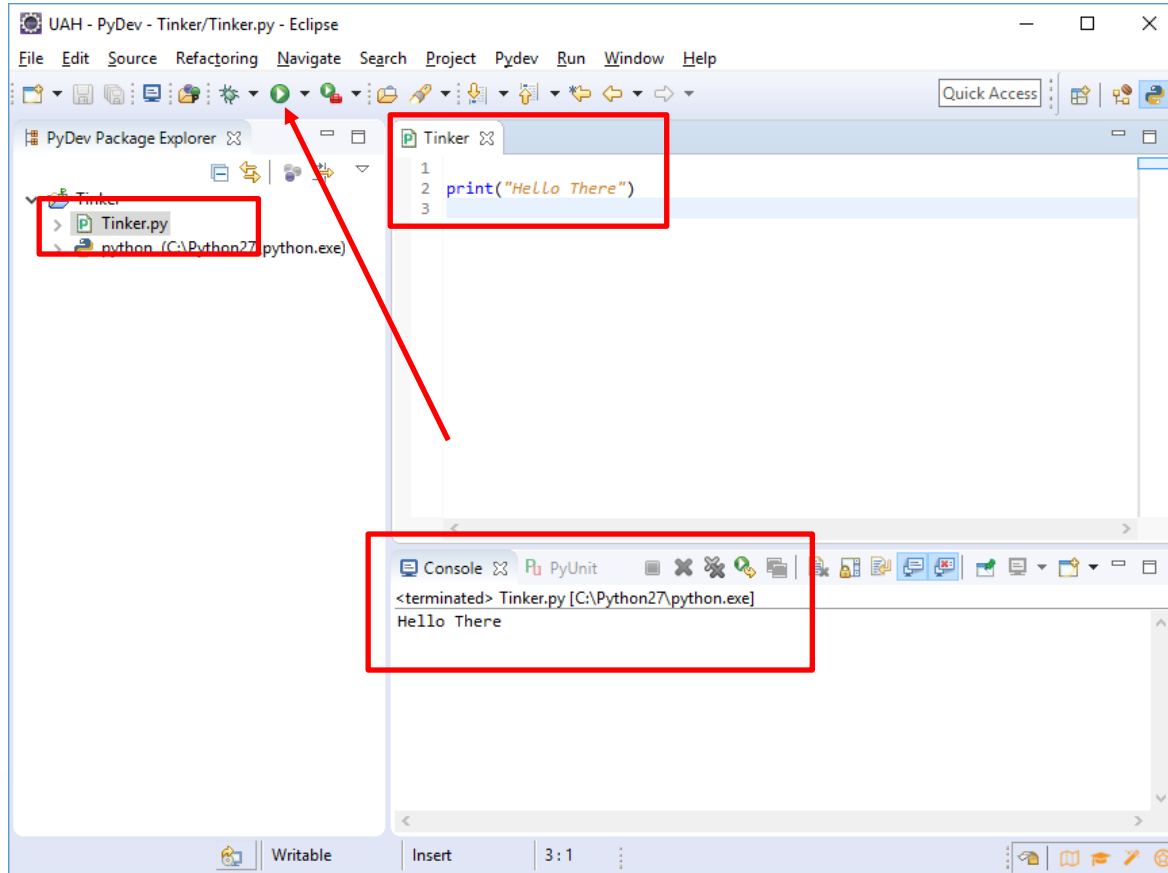 UAH - PyDev - Tinker/Tinker.py - Eclipse
File Edit Source Refactoring Navigate Search Project Pydev Run Window Help
Quick Access
PyDev Package Explorer
Tinker
Tinker.py
python (C:\Python27\python.exe)
Tinker
1
2 print("Hello There")
3
Console Pu PyUnit
<terminated> Tinker.py [C:\Python27\python.exe]
Hello There
Writable Insert 3 : 1